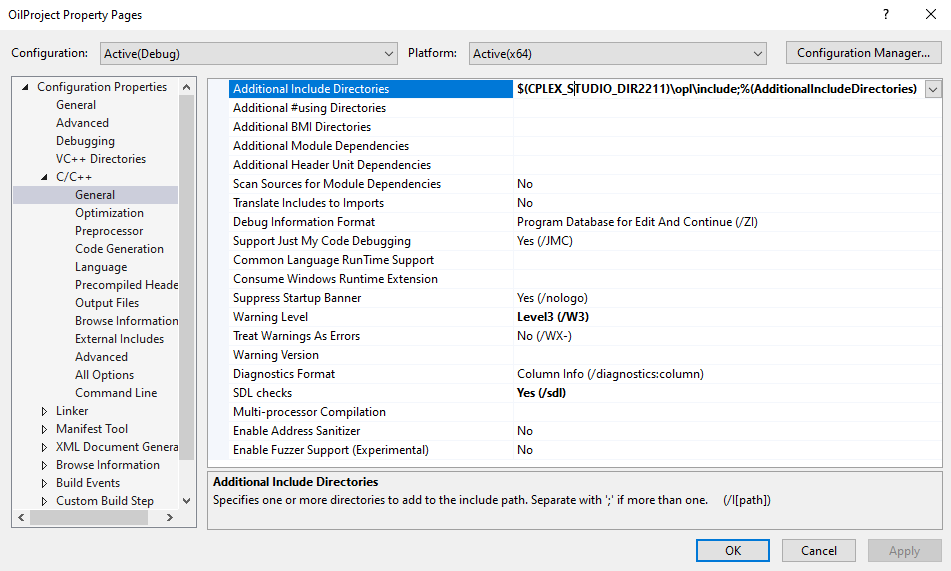 OilProject Property Pages
? ×
Configuration: Active(Debug) Platform: Active(x64) Configuration Manager...
Configuration Properties
General
Advanced
Debugging
VC++ Directories
C/C++
General
Optimization
Preprocessor
Code Generation
Language
Precompiled Heade
Output Files
Browse Information
External Includes
Advanced
All Options
Command Line
Linker
Manifest Tool
XML Document Genera
Browse Information
Build Events
Custom Build Step
Additional Include Directories $(CPLEX_STUDIO_DIR2211)\opl\include;%(AdditionalIncludeDirectories)
Additional #using Directories
Additional BMI Directories
Additional Module Dependencies
Additional Header Unit Dependencies
Scan Sources for Module Dependencies No
Translate Includes to Imports No
Debug Information Format Program Database for Edit And Continue (/ZI)
Support Just My Code Debugging Yes (/JMC)
Common Language RunTime Support
Consume Windows Runtime Extension
Suppress Startup Banner Yes (/nologo)
Warning Level Level3 (/W3)
Treat Warnings As Errors No (/WX-)
Warning Version
Diagnostics Format Column Info (/diagnostics:column)
SDL checks Yes (/sdl)
Multi-processor Compilation
Enable Address Sanitizer No
Enable Fuzzer Support (Experimental) No
Additional Include Directories
Specifies one or more directories to add to the include path. Separate with ';' if more than one. (/I[path])
OK Cancel Apply